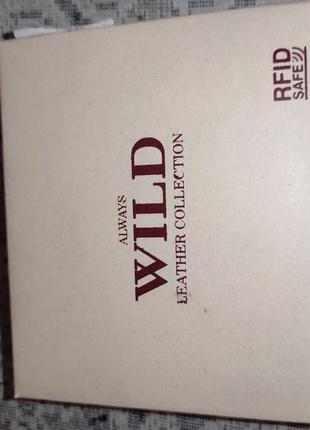 ALWAYS
WILD
LEATHER COLLECTION
RFID
SAFE